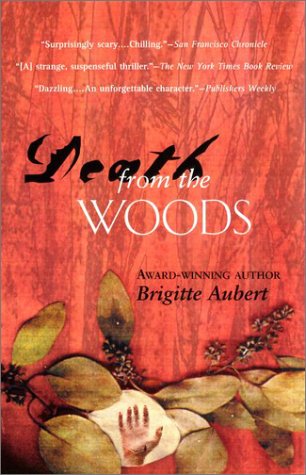 "Surprisingly scary....Chilling."–San Francisco Chronicle
"[A] strange, suspenseful thriller."–The New York Times Book Review
"Dazzling....An unforgettable character."–Publishers Weekly
Death
from the
WOODS
AWARD-WINNING AUTHOR
Brigitte Aubert